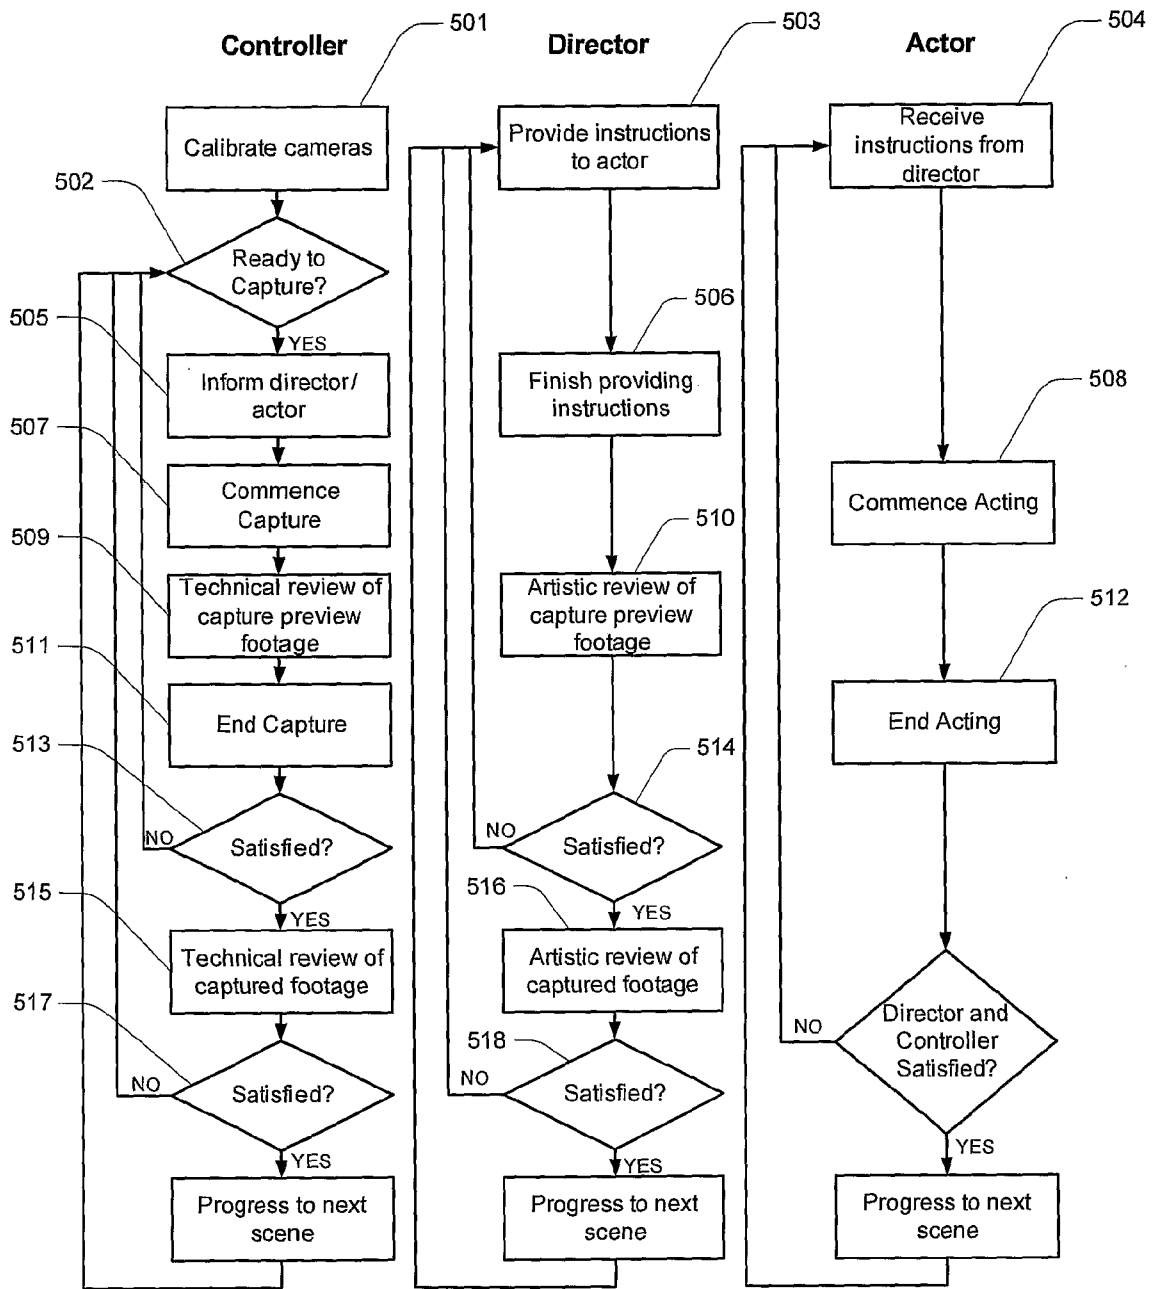 501
503
504
Controller
Director
Actor
Calibrate cameras
Provide instructions
to actor
Receive
instructions from
director
502
Ready to
Capture?
YES
505
Inform director/
actor
506
Finish providing
instructions
507
Commence
Capture
508
Commence Acting
509
Technical review of
capture preview
footage
510
Artistic review of
capture preview
footage
511
End Capture
512
End Acting
513
NO
Satisfied?
YES
514
NO
Satisfied?
YES
515
Technical review of
captured footage
516
Artistic review of
captured footage
517
NO
Satisfied?
YES
518
NO
Satisfied?
YES
NO
Director and
Controller
Satisfied?
YES
Progress to next
scene
Progress to next
scene
Progress to next
scene